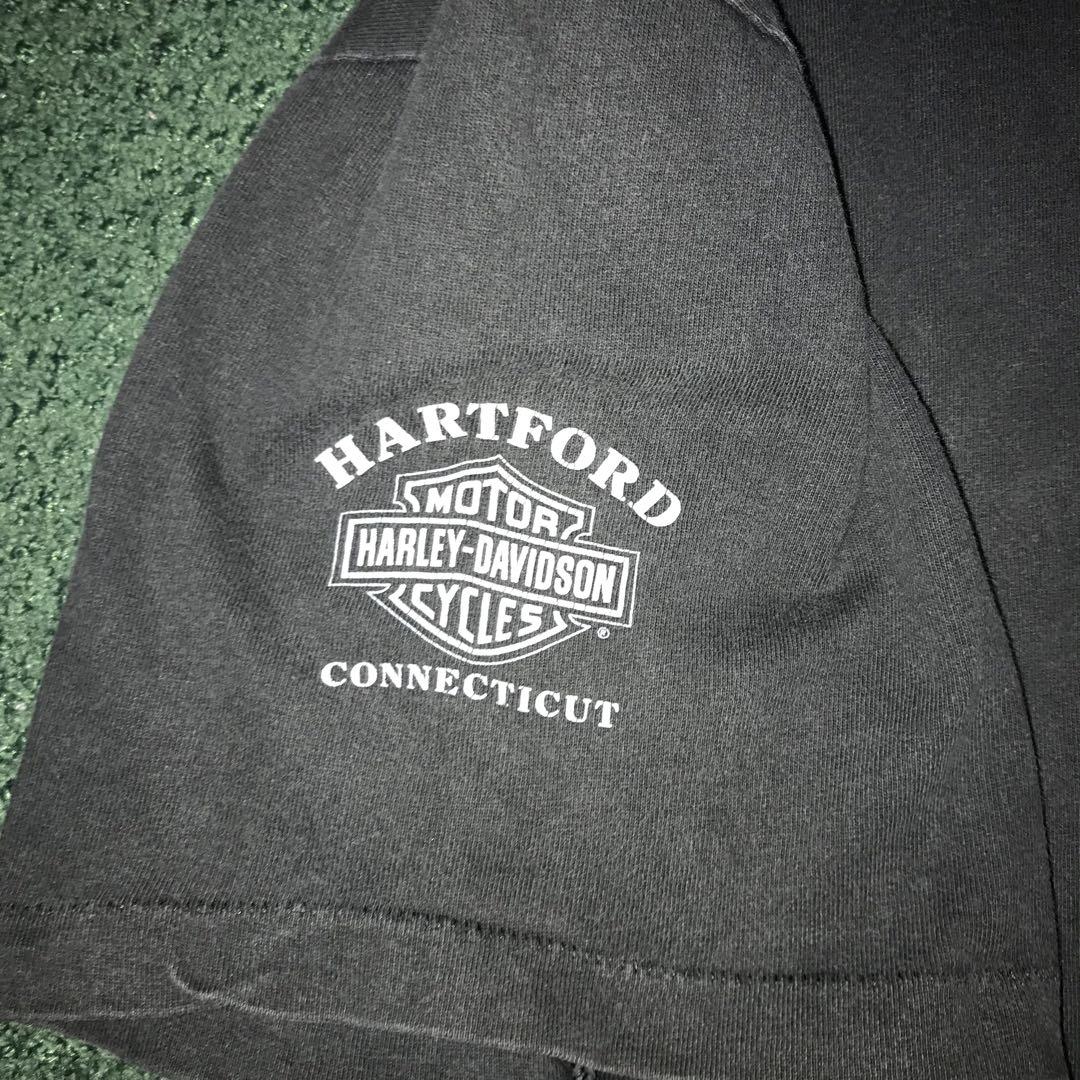 HARTFORD
MOTOR
HARLEY-DAVIDSON
CYCLES
®
CONNECTICUT